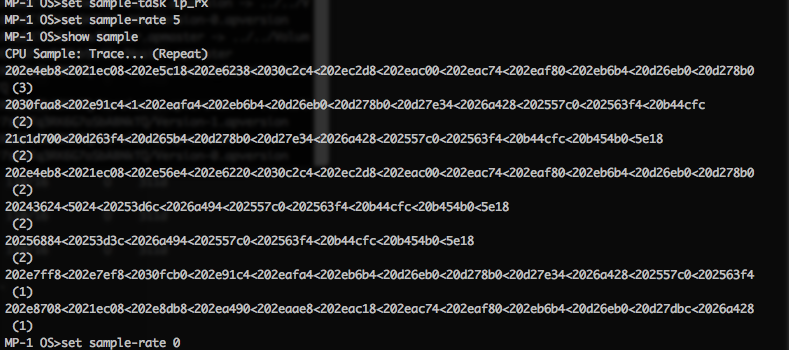 MP-1 OS>set sample-task ip_rx
MP-1 OS>set sample-rate 5
MP-1 OS>show sample
CPU Sample: Trace... (Repeat)
202e4eb8<2021ec08<202e5c18<202e6238<2030c2c4<202ec2d8<202eac00<202eac74<202eaf80<202eb6b4<20d26eb0<20d278b0
(3)
2030faa8<202e91c4<1<202eafa4<202eb6b4<20d26eb0<20d278b0<20d27e34<2026a428<202557c0<202563f4<20b44cfc
(2)
21c1d700<20d263f4<20d265b4<20d278b0<20d27e34<2026a428<202557c0<202563f4<20b44cfc<20b454b0<5e18
(2)
202e4eb8<2021ec08<202e56e4<202e6220<2030c2c4<202ec2d8<202eac00<202eac74<202eaf80<202eb6b4<20d26eb0<20d278b0
(2)
20243624<5024<20253d6c<2026a494<202557c0<202563f4<20b44cfc<20b454b0<5e18
(2)
20256884<20253d3c<2026a494<202557c0<202563f4<20b44cfc<20b454b0<5e18
(2)
202e7ff8<202e7ef8<2030fcb0<202e91c4<202eafa4<202eb6b4<20d26eb0<20d278b0<20d27e34<2026a428<202557c0<202563f4
(1)
202e8708<2021ec08<202e8db8<202ea490<202eaae8<202eac18<202eac74<202eaf80<202eb6b4<20d26eb0<20d27dbc<2026a428
(1)
MP-1 OS>set sample-rate 0